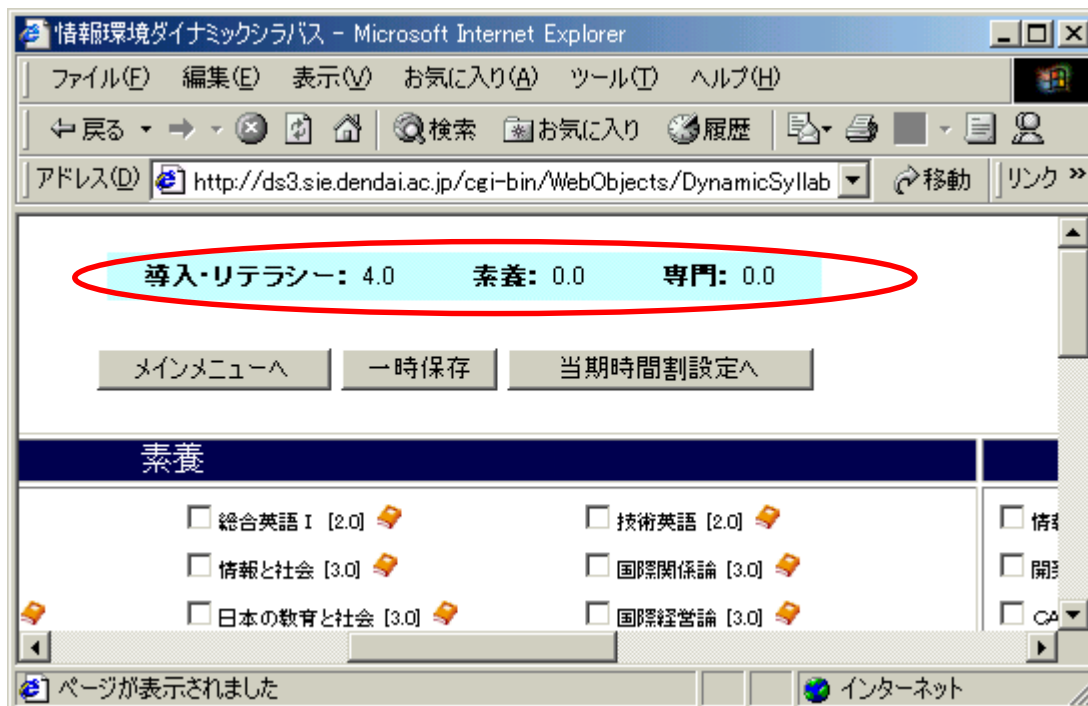 情報環境ダイナミックシラバス - Microsoft Internet Explorer
ファイル(F) 編集(E) 表示(V) お気に入り(A) ツール(T) ヘルプ(H)
戻る 検索 お気に入り 履歴
アドレス(D) http://ds3.sie.dendai.ac.jp/cgi-bin/WebObjects/DynamicSyllab 移動 リンク »
導入・リテラシー: 4.0 素養: 0.0 専門: 0.0
メインメニューへ 一時保存 当期時間割設定へ
素養
総合英語Ⅰ [2.0] 技術英語 [2.0] 情
情報と社会 [3.0] 国際関係論 [3.0] 開
日本の教育と社会 [3.0] 国際経営論 [3.0] CA
ページが表示されました インターネット